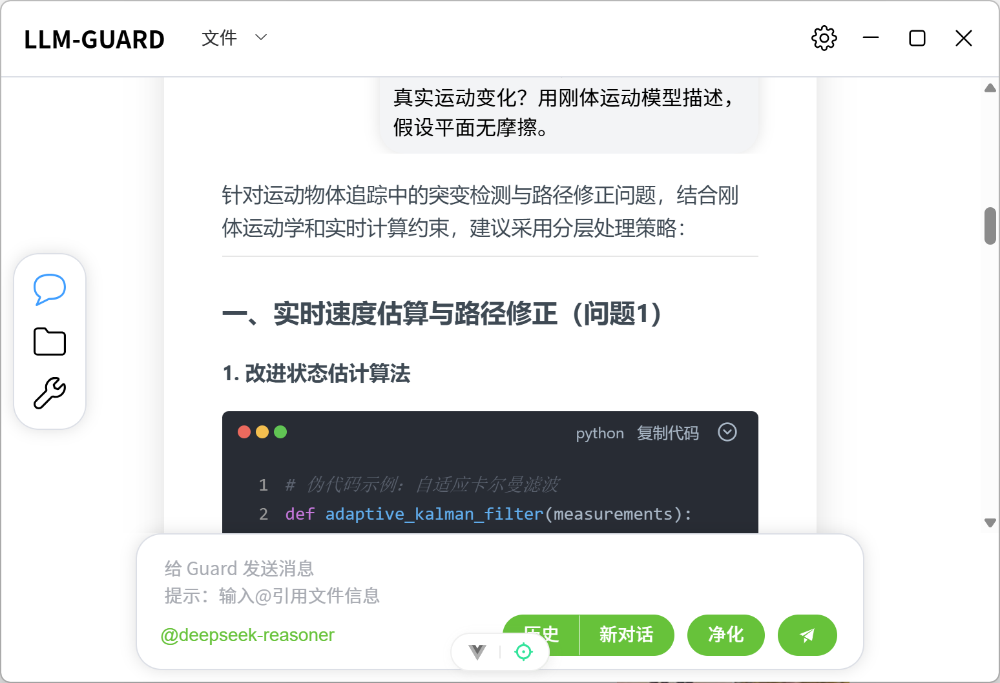 LLM-GUARD 文件
真实运动变化？用刚体运动模型描述，
假设平面无摩擦。
针对运动物体追踪中的突变检测与路径修正问题，结合刚
体运动学和实时计算约束，建议采用分层处理策略：
一、实时速度估算与路径修正（问题1）
1. 改进状态估计算法
python 复制代码
1 # 伪代码示例：自适应卡尔曼滤波
2 def adaptive_kalman_filter(measurements):
给 Guard 发送消息
提示：输入@引用文件信息
@deepseek-reasoner 历史 新对话 净化